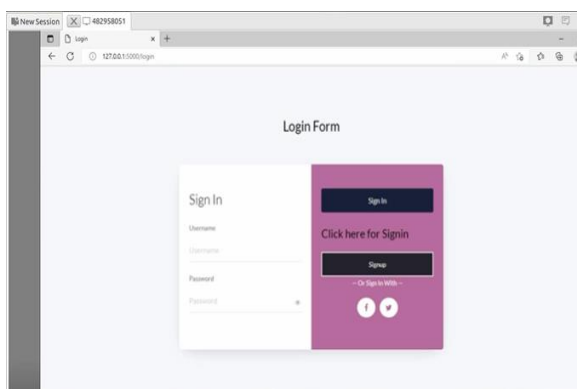 New Session
482958051
Login
127.0.0.1:5000/login
Login Form
Sign In
Username
Username
Password
Password
Sign In
Click here for Signin
Signup
— Or Sign In With —